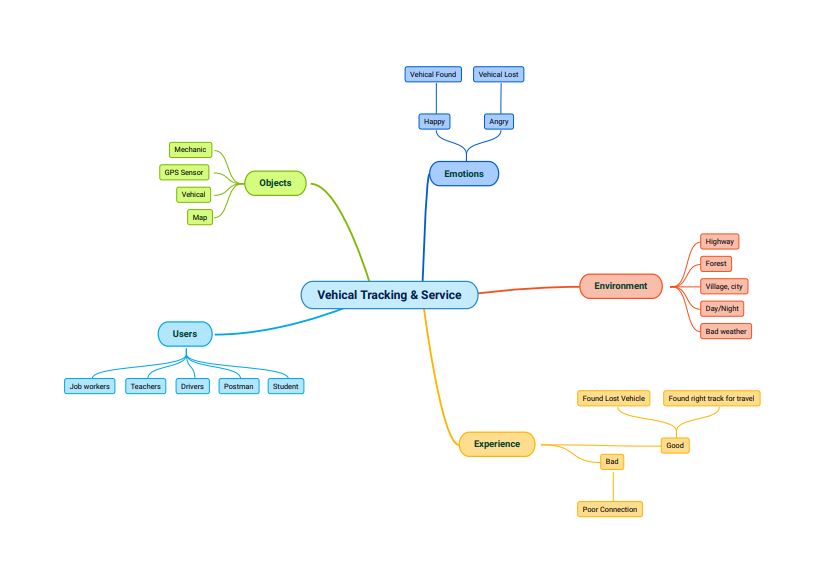 Vehical Found
Vehical Lost
Happy
Angry
Emotions
Mechanic
GPS Sensor
Vehical
Map
Objects
Vehical Tracking & Service
Environment
Highway
Forest
Village, city
Day/Night
Bad weather
Users
Job workers
Teachers
Drivers
Postman
Student
Experience
Found Lost Vehicle
Found right track for travel
Good
Bad
Poor Connection